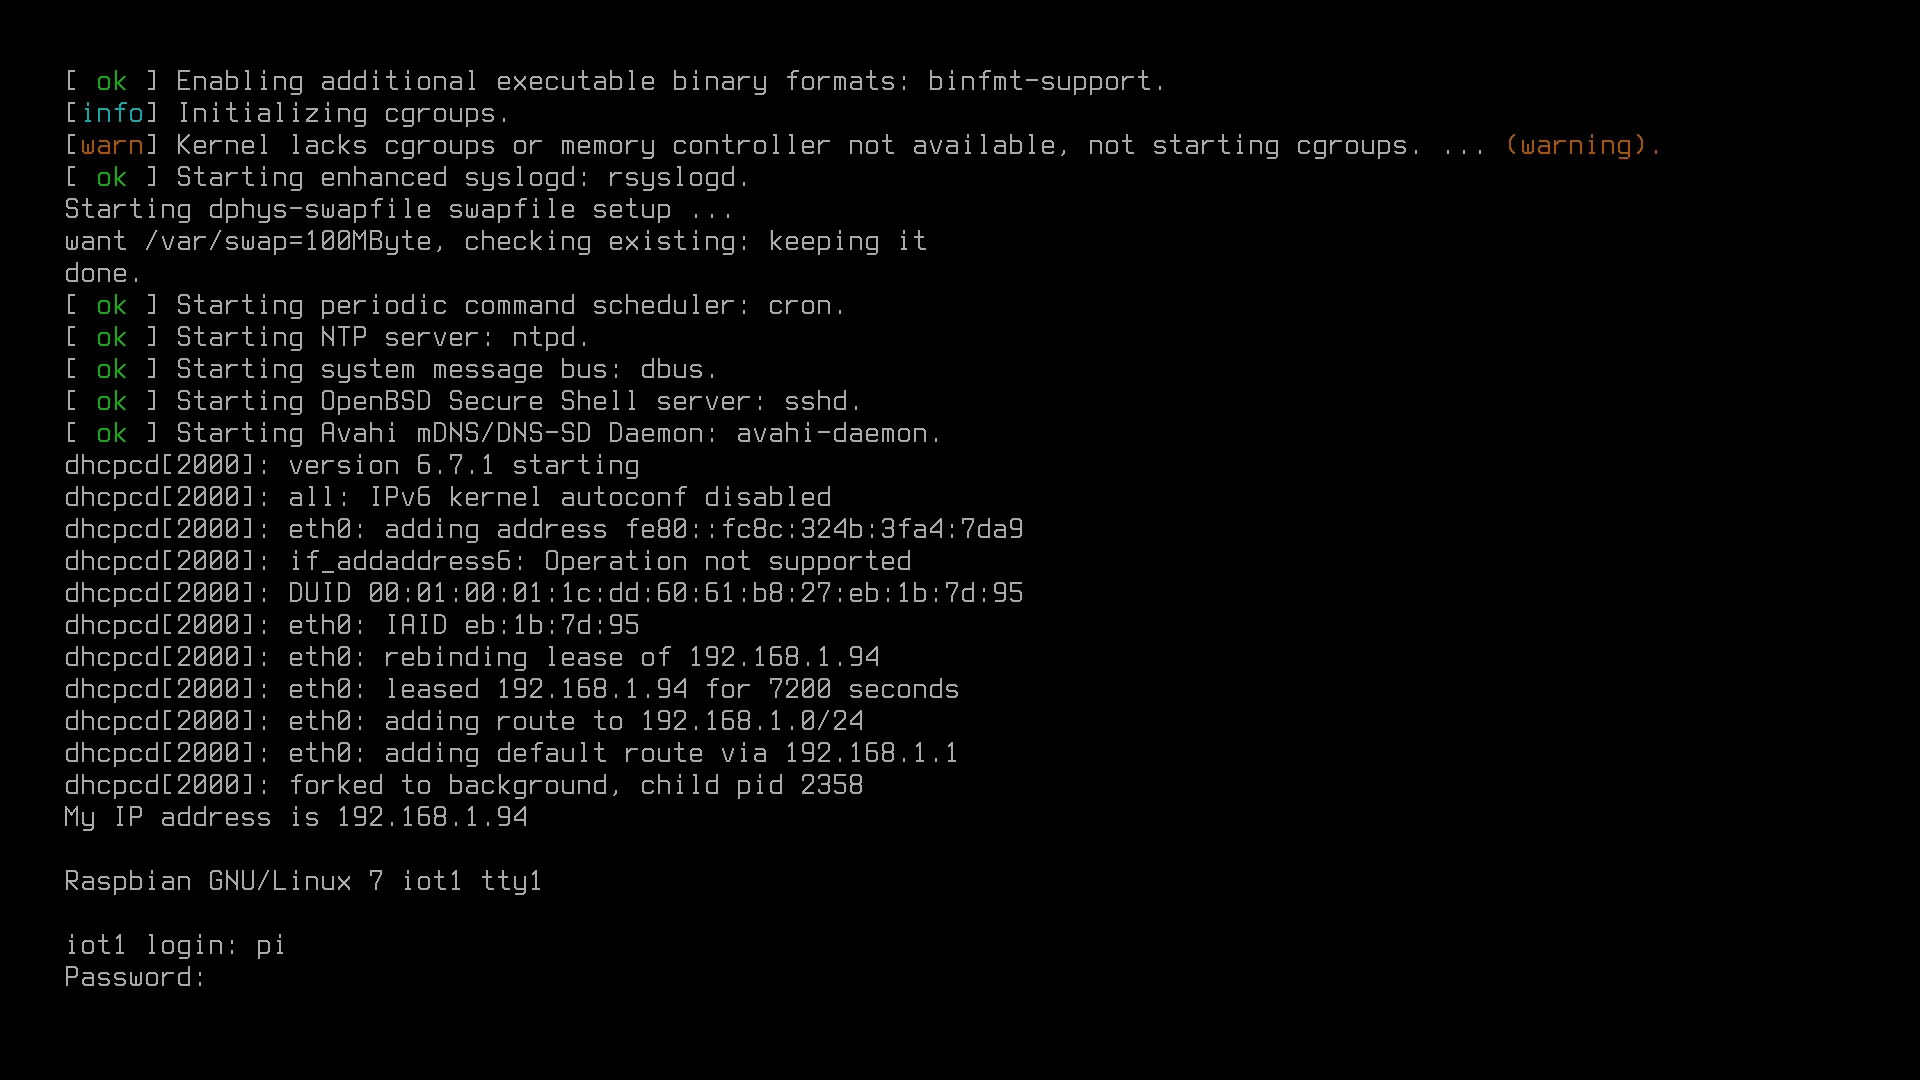 [ ok ] Enabling additional executable binary formats: binfmt-support.
[info] Initializing cgroups.
[warn] Kernel lacks cgroups or memory controller not available, not starting cgroups. ... (warning).
[ ok ] Starting enhanced syslogd: rsyslogd.
Starting dphys-swapfile swapfile setup ...
want /var/swap=100MByte, checking existing: keeping it
done.
[ ok ] Starting periodic command scheduler: cron.
[ ok ] Starting NTP server: ntpd.
[ ok ] Starting system message bus: dbus.
[ ok ] Starting OpenBSD Secure Shell server: sshd.
[ ok ] Starting Avahi mDNS/DNS-SD Daemon: avahi-daemon.
dhcpcd[2000]: version 6.7.1 starting
dhcpcd[2000]: all: IPv6 kernel autoconf disabled
dhcpcd[2000]: eth0: adding address fe80::fc8c:324b:3fa4:7da9
dhcpcd[2000]: if_addaddress6: Operation not supported
dhcpcd[2000]: DUID 00:01:00:01:1c:dd:60:61:b8:27:eb:1b:7d:95
dhcpcd[2000]: eth0: IAID eb:1b:7d:95
dhcpcd[2000]: eth0: rebinding lease of 192.168.1.94
dhcpcd[2000]: eth0: leased 192.168.1.94 for 7200 seconds
dhcpcd[2000]: eth0: adding route to 192.168.1.0/24
dhcpcd[2000]: eth0: adding default route via 192.168.1.1
dhcpcd[2000]: forked to background, child pid 2358
My IP address is 192.168.1.94
Raspbian GNU/Linux 7 iot1 tty1
iot1 login: pi
Password: